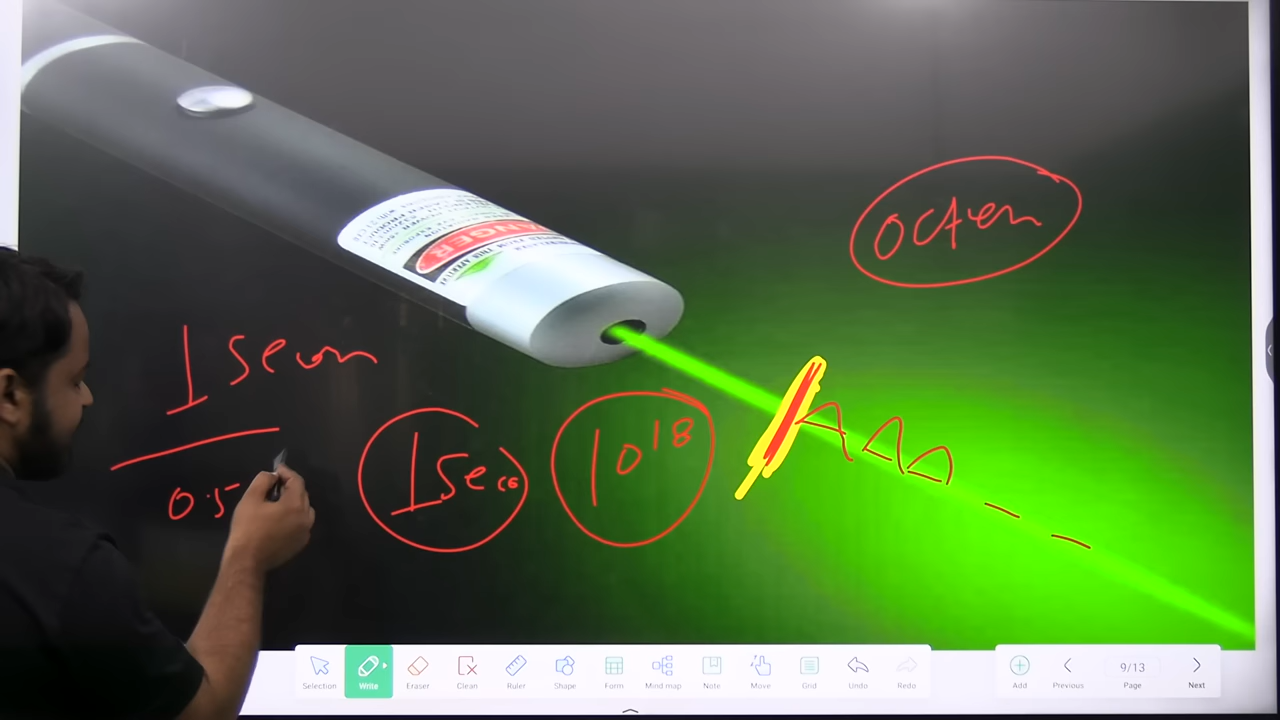 DANGER
octen
1 Secon
0.5
1 Sec
10^18
Selection
Write
Eraser
Clean
Ruler
Shape
Form
Mind map
Note
Move
Grid
Undo
Redo
Add
Previous
9/13
Page
Next